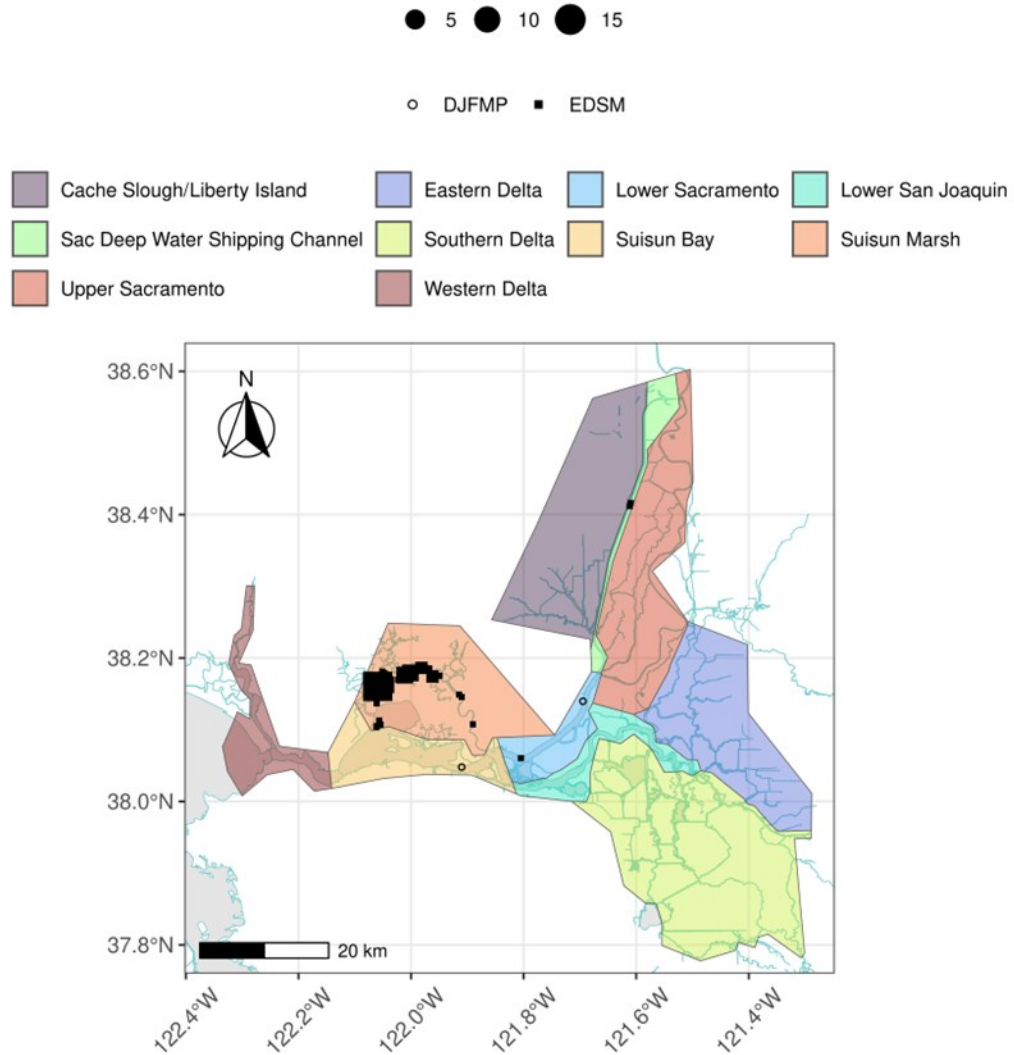 5 10 15
DJFMP EDSM
Cache Slough/Liberty Island Eastern Delta Lower Sacramento Lower San Joaquin
Sac Deep Water Shipping Channel Southern Delta Suisun Bay Suisun Marsh
Upper Sacramento Western Delta
38.6°N
N
38.4°N
38.2°N
38.0°N
37.8°N
20 km
122.4°W 122.2°W 122.0°W 121.8°W 121.6°W 121.4°W